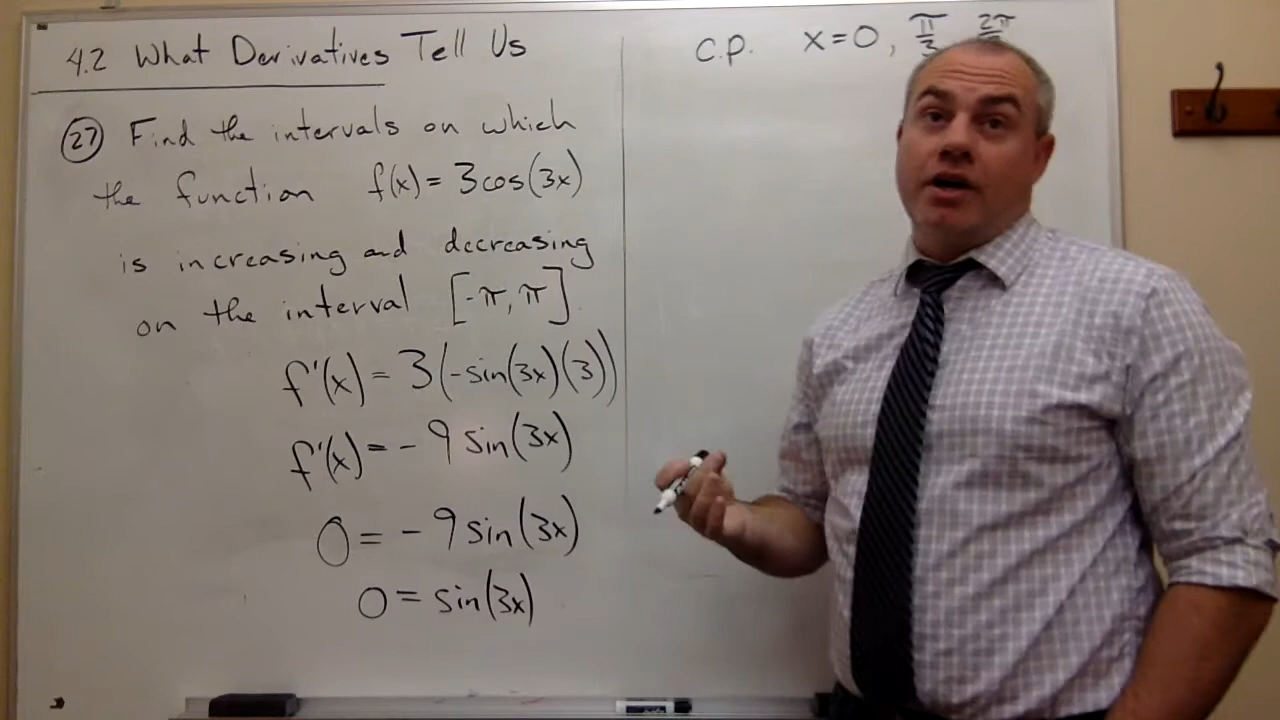 4.2 What Derivatives Tell Us
27 Find the intervals on which
the function f(x) = 3cos(3x)
is increasing and decreasing
on the interval [-π, π].
f'(x) = 3(-sin(3x)(3))
f'(x) = -9 sin(3x)
0 = -9 sin(3x)
0 = sin(3x)
C.P. x=0, π/3 2π